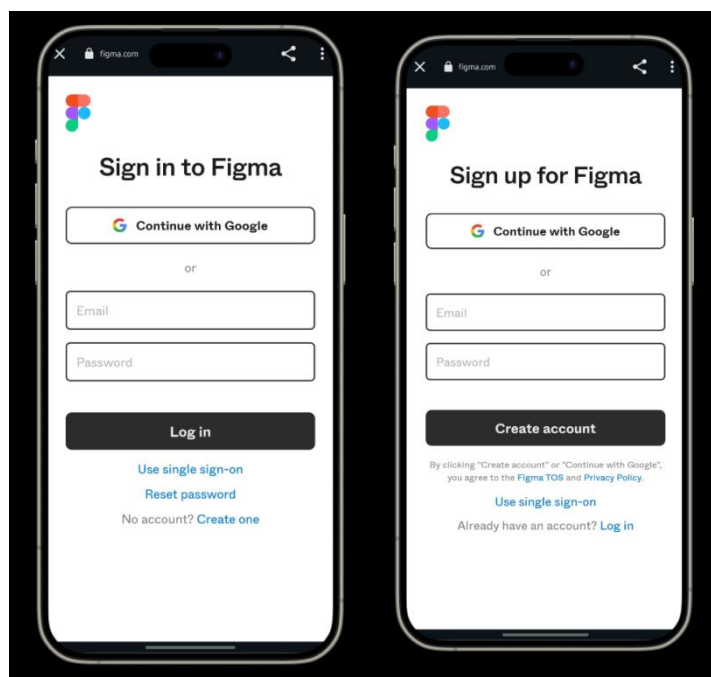 figma.com
Sign in to Figma
Continue with Google
or
Email
Password
Log in
Use single sign-on
Reset password
No account? Create one
figma.com
Sign up for Figma
Continue with Google
or
Email
Password
Create account
By clicking "Create account" or "Continue with Google",
you agree to the Figma TOS and Privacy Policy.
Use single sign-on
Already have an account? Log in